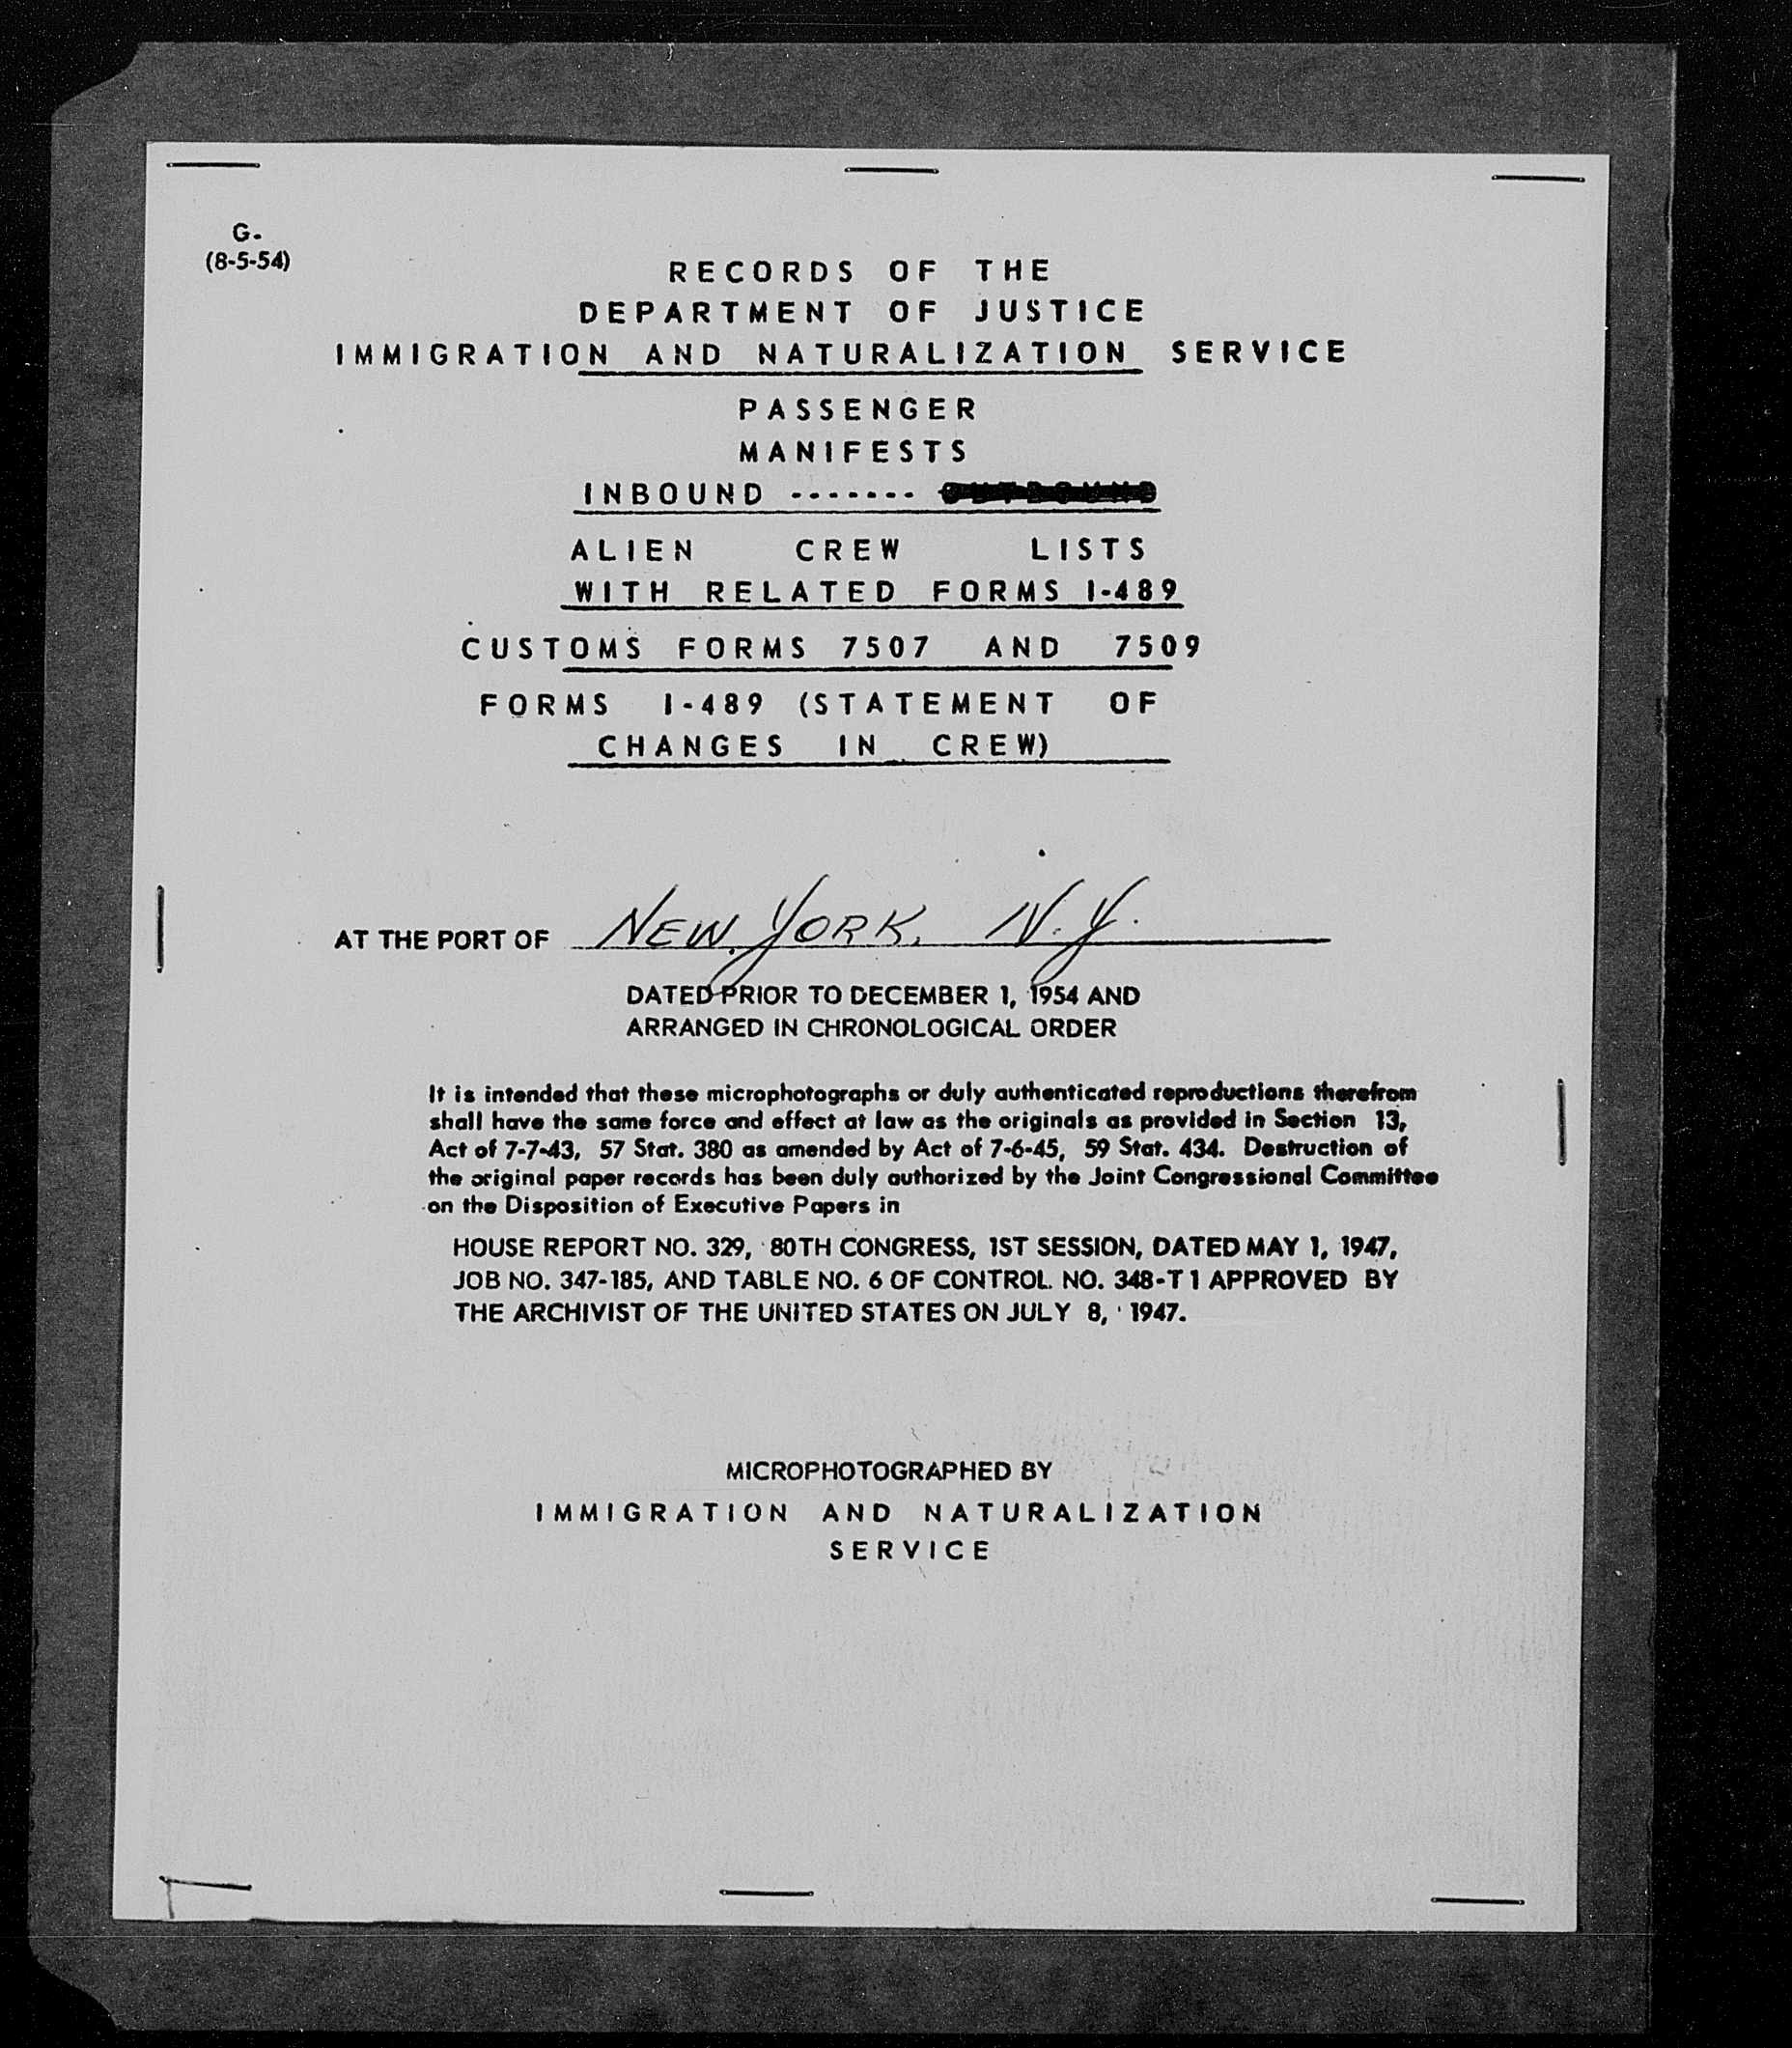 G.
(8-5-54)
RECORDS OF THE
DEPARTMENT OF JUSTICE
IMMIGRATION AND NATURALIZATION SERVICE
PASSENGER
MANIFESTS
INBOUND ------- OUTBOUND
ALIEN CREW LISTS
WITH RELATED FORMS I-489
CUSTOMS FORMS 7507 AND 7509
FORMS I-489 (STATEMENT OF
CHANGES IN CREW)
AT THE PORT OF NEW YORK, N.Y.
DATED PRIOR TO DECEMBER 1, 1954 AND
ARRANGED IN CHRONOLOGICAL ORDER
It is intended that these microphotographs or duly authenticated reproductions therefrom
shall have the same force and effect at law as the originals as provided in Section 13,
Act of 7-7-43, 57 Stat. 380 as amended by Act of 7-6-45, 59 Stat. 434. Destruction of
the original paper records has been duly authorized by the Joint Congressional Committee
on the Disposition of Executive Papers in
HOUSE REPORT NO. 329, 80TH CONGRESS, 1ST SESSION, DATED MAY 1, 1947,
JOB NO. 347-185, AND TABLE NO. 6 OF CONTROL NO. 348-T1 APPROVED BY
THE ARCHIVIST OF THE UNITED STATES ON JULY 8, 1947.
MICROPHOTOGRAPHED BY
IMMIGRATION AND NATURALIZATION
SERVICE